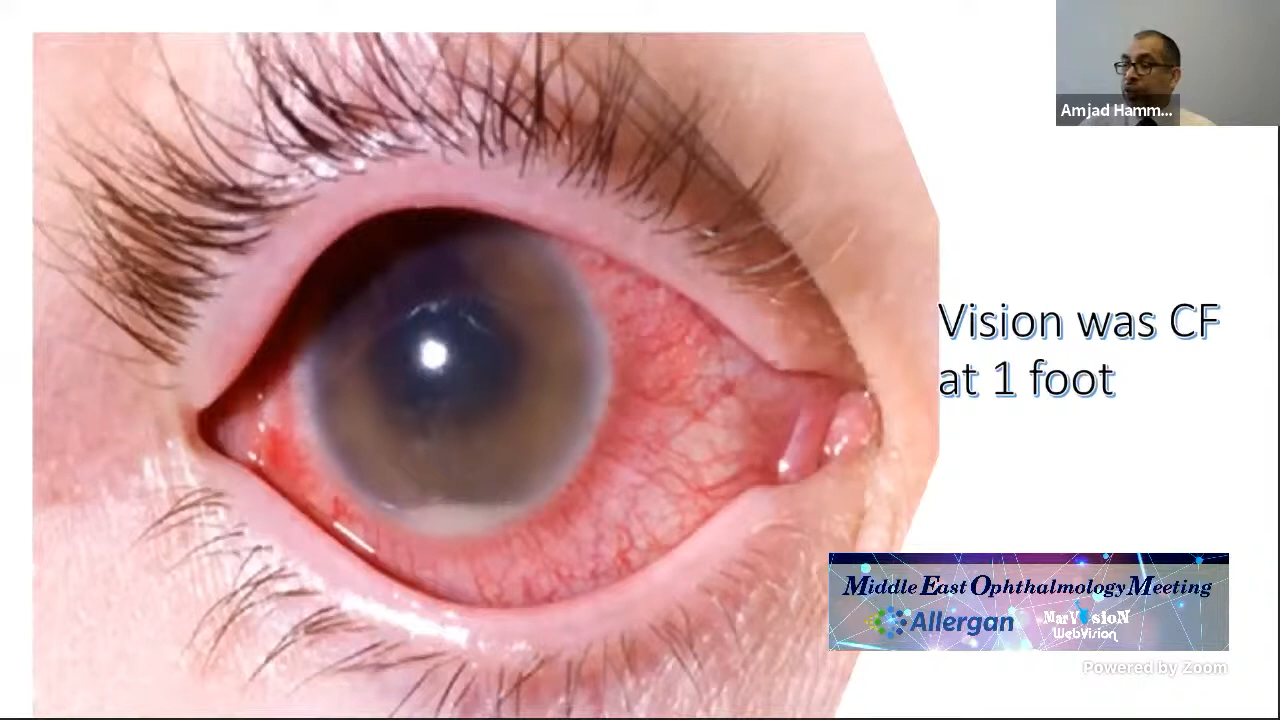 Amjad Hamm...
Vision was CF
at 1 foot
Middle East Ophthalmology Meeting
Allergan
MarVisioN
WebVision
Powered by Zoom